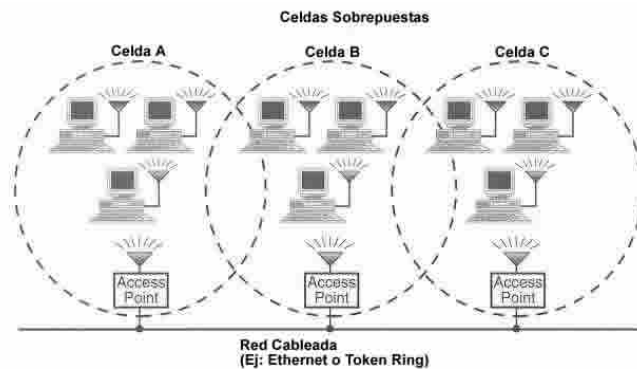 Celdas Sobrepuestas
Celda A
Celda B
Celda C
Access
Point
Access
Point
Access
Point
Red Cableada
(Ej: Ethernet o Token Ring)